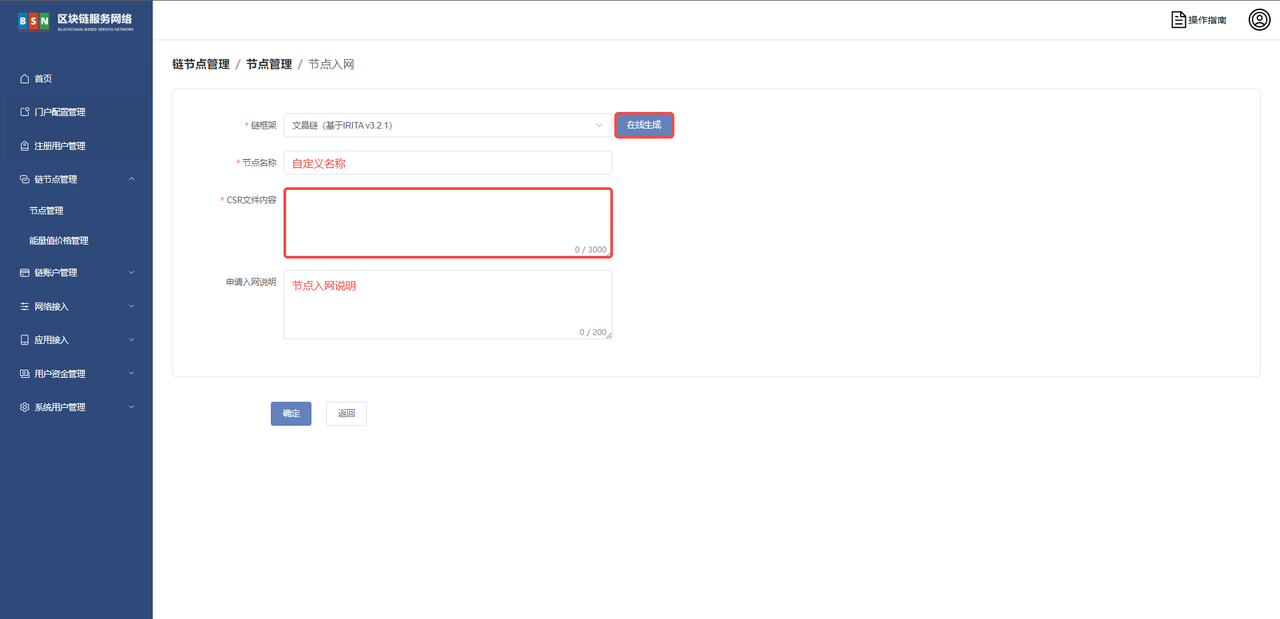 BSN 区块链服务网络
BLOCKCHAIN-BASED SERVICE NETWORK
操作指南
首页
门户配置管理
注册用户管理
链节点管理
节点管理
能量值价格管理
链账户管理
网络接入
应用接入
用户资金管理
系统用户管理
链节点管理 / 节点管理 / 节点入网
* 链框架 文昌链（基于IRITA v3.2.1） 在线生成
* 节点名称 自定义名称
* CSR文件内容
0 / 3000
申请入网说明 节点入网说明
0 / 200
确定 返回